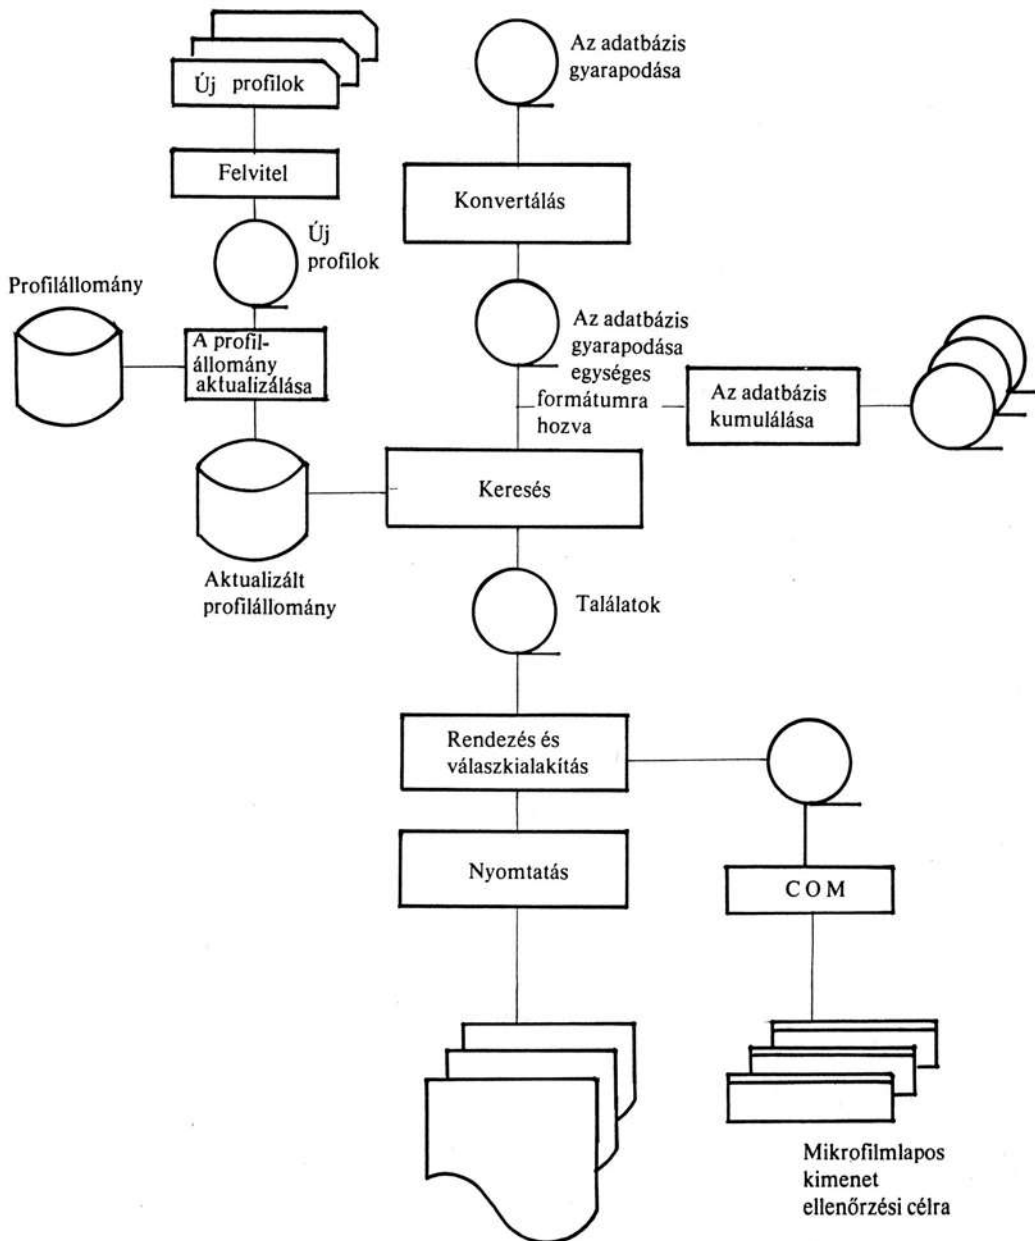 Új profilok
Az adatbázis
gyarapodása
Felvitel
Konvertálás
Új
profilok
Profilállomány
A profil-
állomány
aktualizálása
Az adatbázis
gyarapodása
egységes
formátumra
hozva
Az adatbázis
kumulálása
Keresés
Aktualizált
profilállomány
Találatok
Rendezés és
válaszkialakítás
Nyomtatás
COM
Mikrofilmlapos
kimenet
ellenőrzési célra